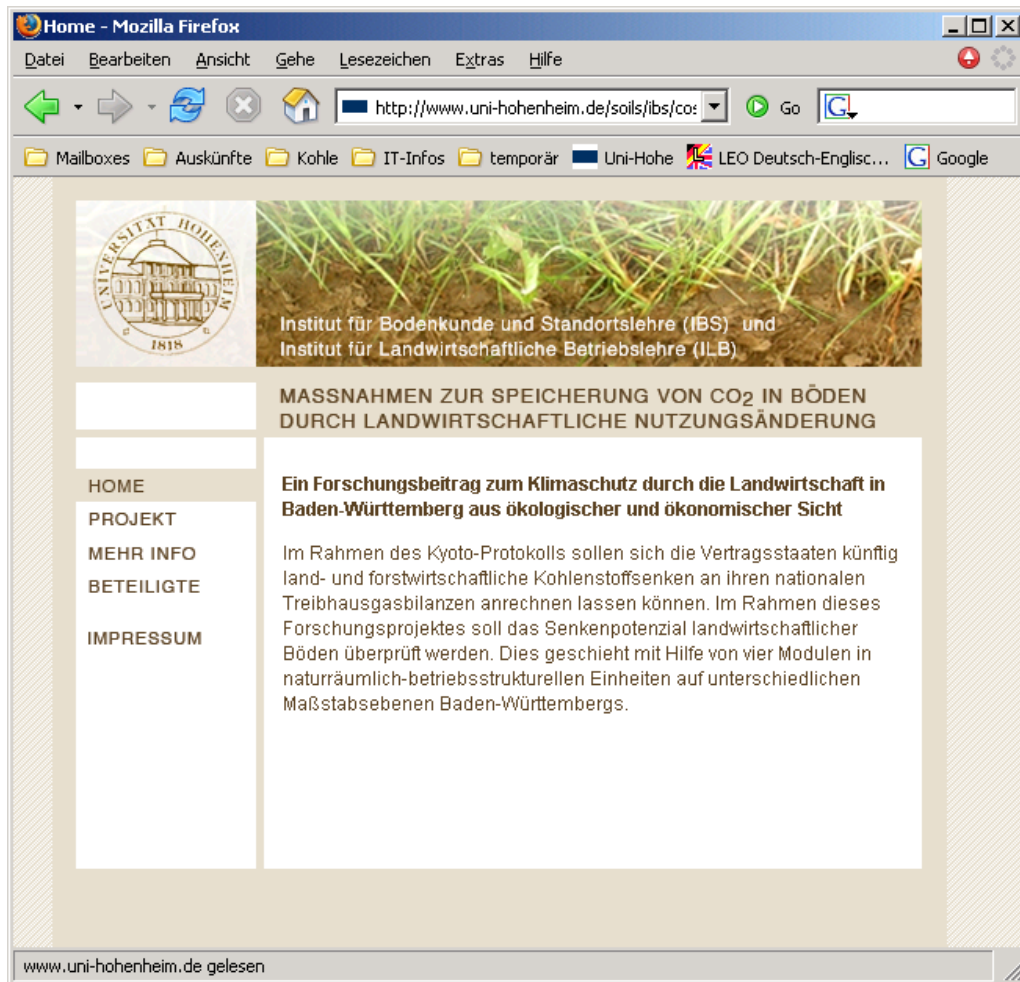 Home - Mozilla Firefox
Datei Bearbeiten Ansicht Gehe Lesezeichen Extras Hilfe
http://www.uni-hohenheim.de/soils/ibs/cos Go G
Mailboxes Auskünfte Kohle IT-Infos temporär Uni-Hohe LEO Deutsch-Englisc... G Google
UNIVERSITÄT HOHENHEIM
1818
Institut für Bodenkunde und Standortslehre (IBS) und
Institut für Landwirtschaftliche Betriebslehre (ILB)
MASSNAHMEN ZUR SPEICHERUNG VON CO2 IN BÖDEN
DURCH LANDWIRTSCHAFTLICHE NUTZUNGSÄNDERUNG
HOME
PROJEKT
MEHR INFO
BETEILIGTE
IMPRESSUM
Ein Forschungsbeitrag zum Klimaschutz durch die Landwirtschaft in
Baden-Württemberg aus ökologischer und ökonomischer Sicht
Im Rahmen des Kyoto-Protokolls sollen sich die Vertragsstaaten künftig
land- und forstwirtschaftliche Kohlenstoffsenken an ihren nationalen
Treibhausgasbilanzen anrechnen lassen können. Im Rahmen dieses
Forschungsprojektes soll das Senkenpotenzial landwirtschaftlicher
Böden überprüft werden. Dies geschieht mit Hilfe von vier Modulen in
naturräumlich-betriebsstrukturellen Einheiten auf unterschiedlichen
Maßstabsebenen Baden-Württembergs.
www.uni-hohenheim.de gelesen